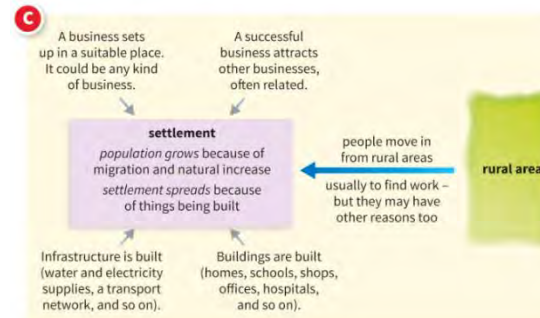 C
A business sets
up in a suitable place.
It could be any kind
of business.
A successful
business attracts
other businesses,
often related.
settlement
population grows because of
migration and natural increase
settlement spreads because
of things being built
people move in
from rural areas
usually to find work –
but they may have
other reasons too
rural area
Infrastructure is built
(water and electricity
supplies, a transport
network, and so on).
Buildings are built
(homes, schools, shops,
offices, hospitals,
and so on).